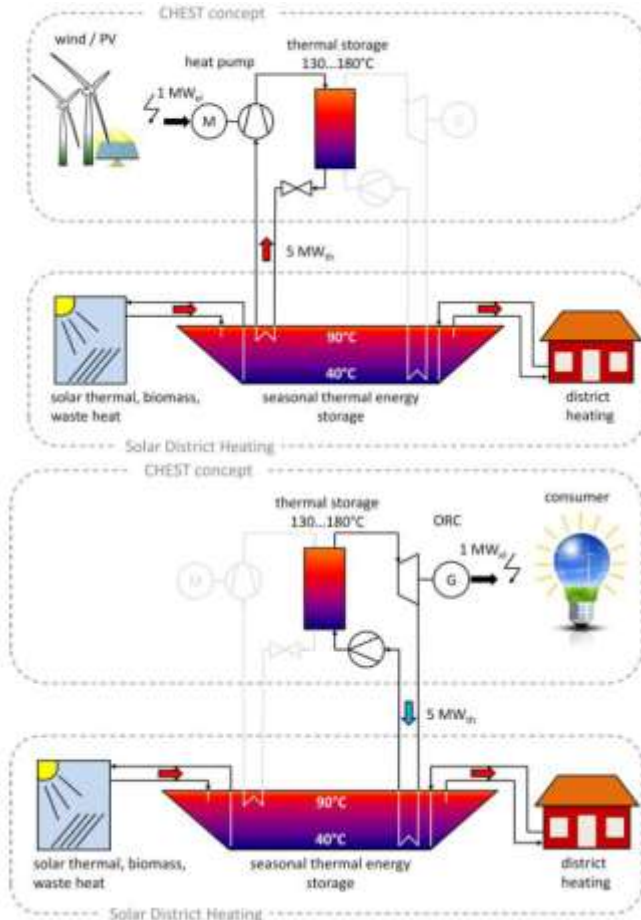 CHEST concept
wind / PV
thermal storage
130...180°C
heat pump
1 MWel
M
G
5 MWth
90°C
40°C
solar thermal, biomass,
waste heat
seasonal thermal energy
storage
district
heating
Solar District Heating
CHEST concept
consumer
thermal storage
130...180°C
ORC
1 MWel
M
G
5 MWth
90°C
40°C
solar thermal, biomass,
waste heat
seasonal thermal energy
storage
district
heating
Solar District Heating